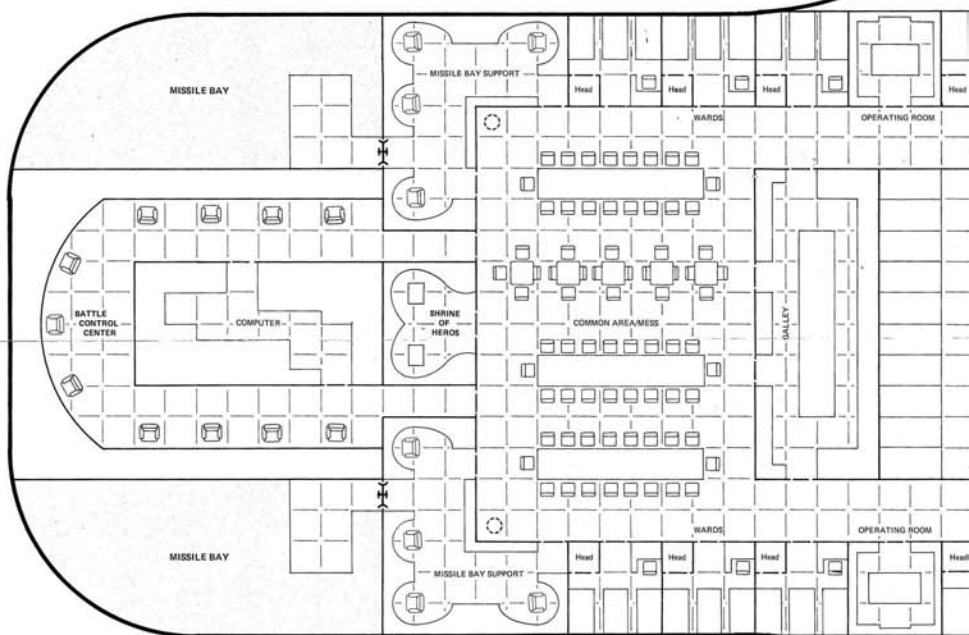 MISSILE BAY SUPPORT
MISSILE BAY
Head
Head
Head
Head
WARDS
OPERATING ROOM
BATTLE
CONTROL
CENTER
COMPUTER
SHRINE
OF
HEROS
COMMON AREA/MESS
GALLEY
WARDS
OPERATING ROOM
MISSILE BAY
Head
Head
Head
Head
MISSILE BAY SUPPORT